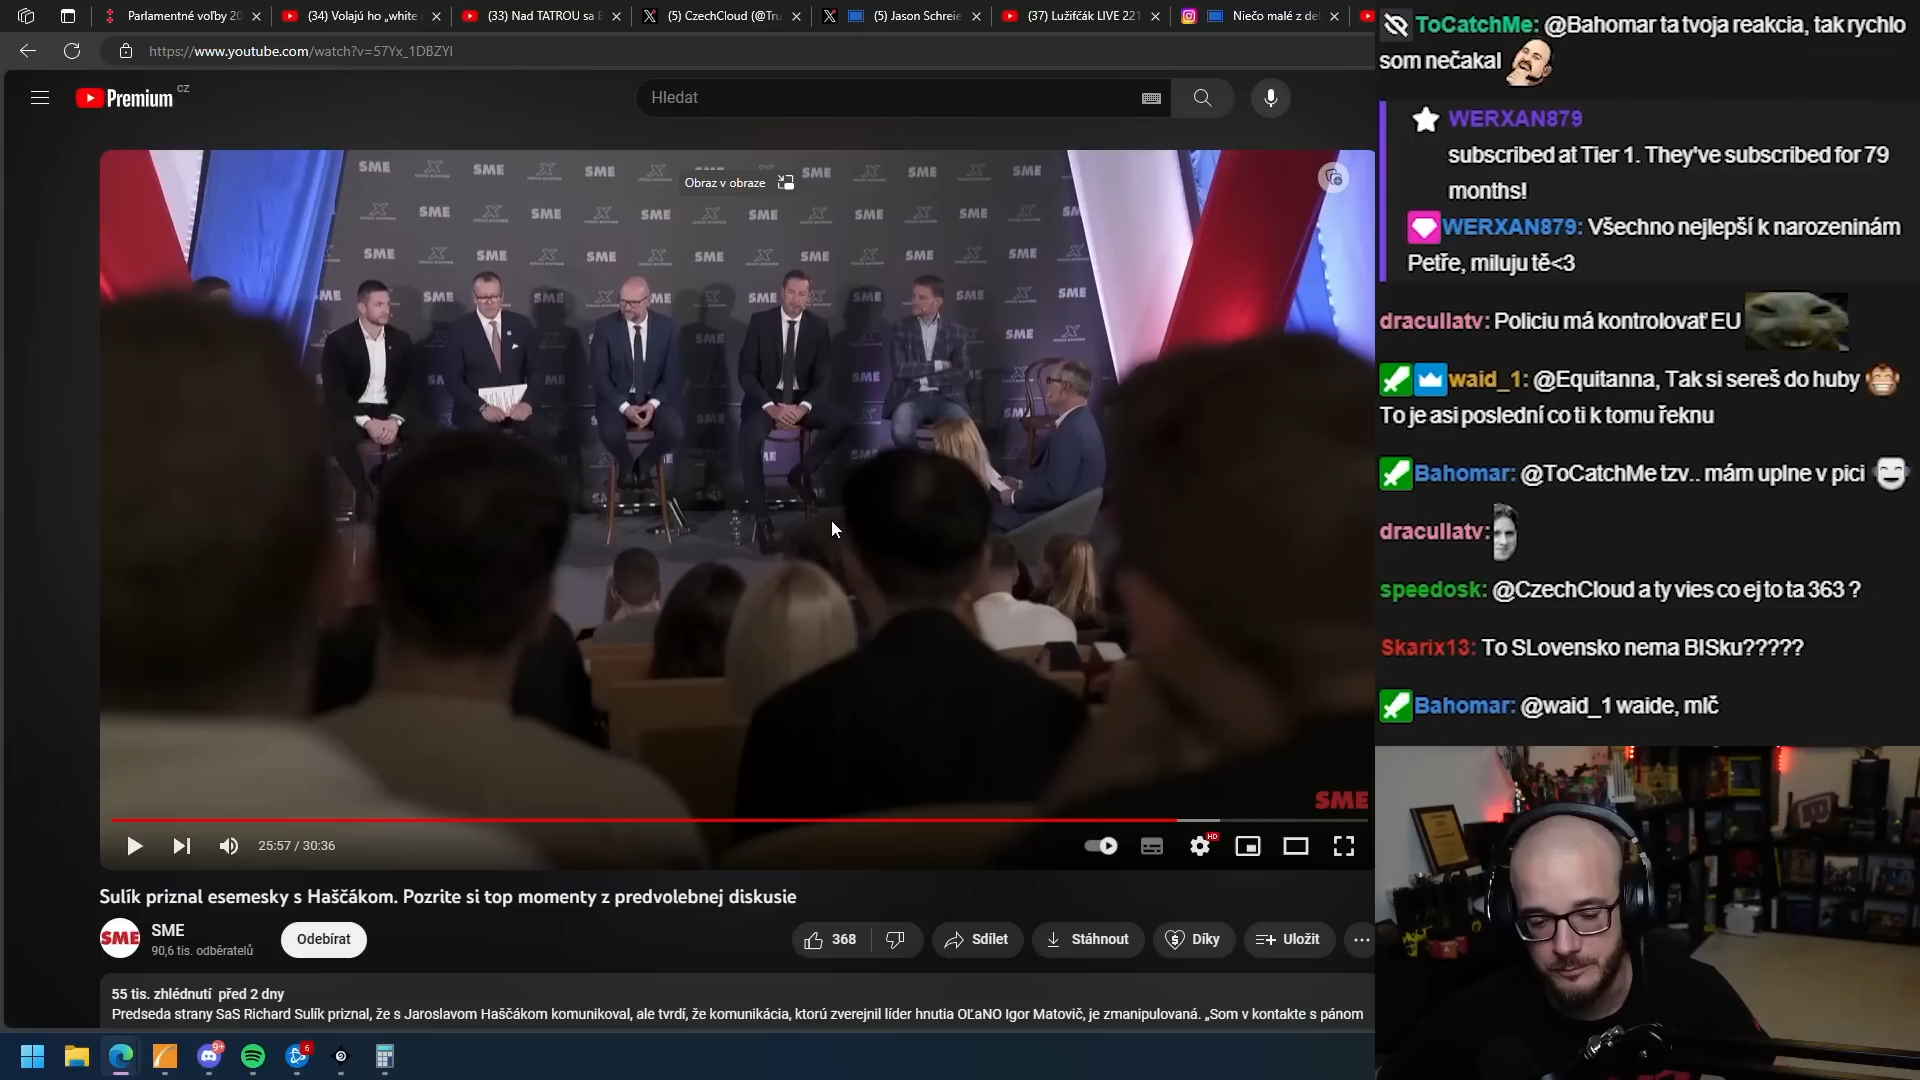 Parlamentné voľby 20
(34) Volajú ho „white
(33) Nad TATROU sa
(5) CzechCloud (@Tru
(5) Jason Schreie
(37) Lužifčák LIVE 221
Niečo malé z de
https://www.youtube.com/watch?v=57Yx_1DBZYI
Premium CZ
Hledat
Obraz v obraze
SME
25:57 / 30:36
HD
Sulík priznal esemesky s Haščákom. Pozrite si top momenty z predvolebnej diskusie
SME
SME
90,6 tis. odběratelů
Odebírat
368
Sdílet
Stáhnout
Díky
Uložit
55 tis. zhlédnutí před 2 dny
Predseda strany SaS Richard Sulík priznal, že s Jaroslavom Haščákom komunikoval, ale tvrdí, že komunikácia, ktorú zverejnil líder hnutia OĽaNO Igor Matovič, je zmanipulovaná. „Som v kontakte s pánom
9+
6
ToCatchMe: @Bahomar ta tvoja reakcia, tak rychlo
som nečakal
WERXAN879
subscribed at Tier 1. They've subscribed for 79
months!
WERXAN879: Všechno nejlepší k narozeninám
Petře, miluju tě<3
dracullatv: Policiu má kontrolovať EU
waid_1: @Equitanna, Tak si sereš do huby
To je asi poslední co ti k tomu řeknu
Bahomar: @ToCatchMe tzv.. mám uplne v pici
dracullatv:
speedosk: @CzechCloud a ty vies co ej to ta 363 ?
Skarix13: To SLovensko nema BISku?????
Bahomar: @waid_1 waide, mlč